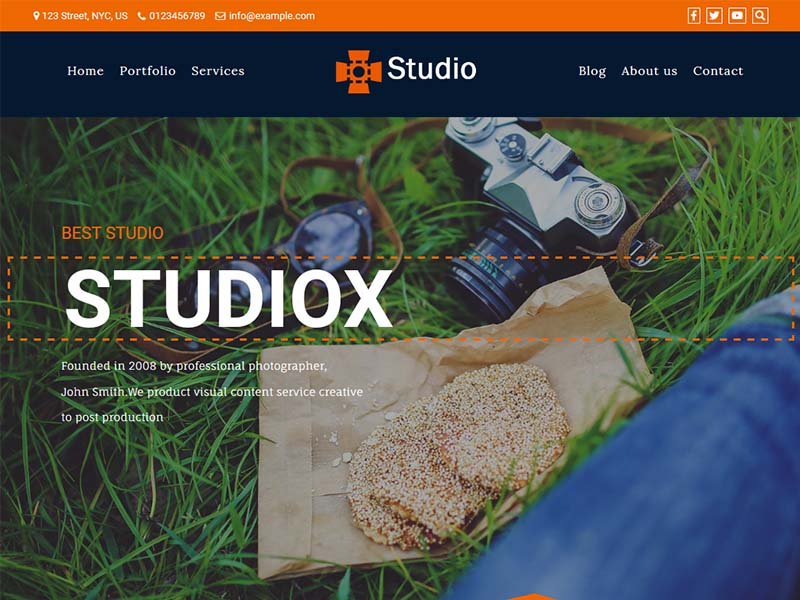 123 Street, NYC, US 0123456789 info@example.com
Home Portfolio Services Studio Blog About us Contact
BEST STUDIO
STUDIOX
Founded in 2008 by professional photographer,
John Smith.We product visual content service creative
to post production